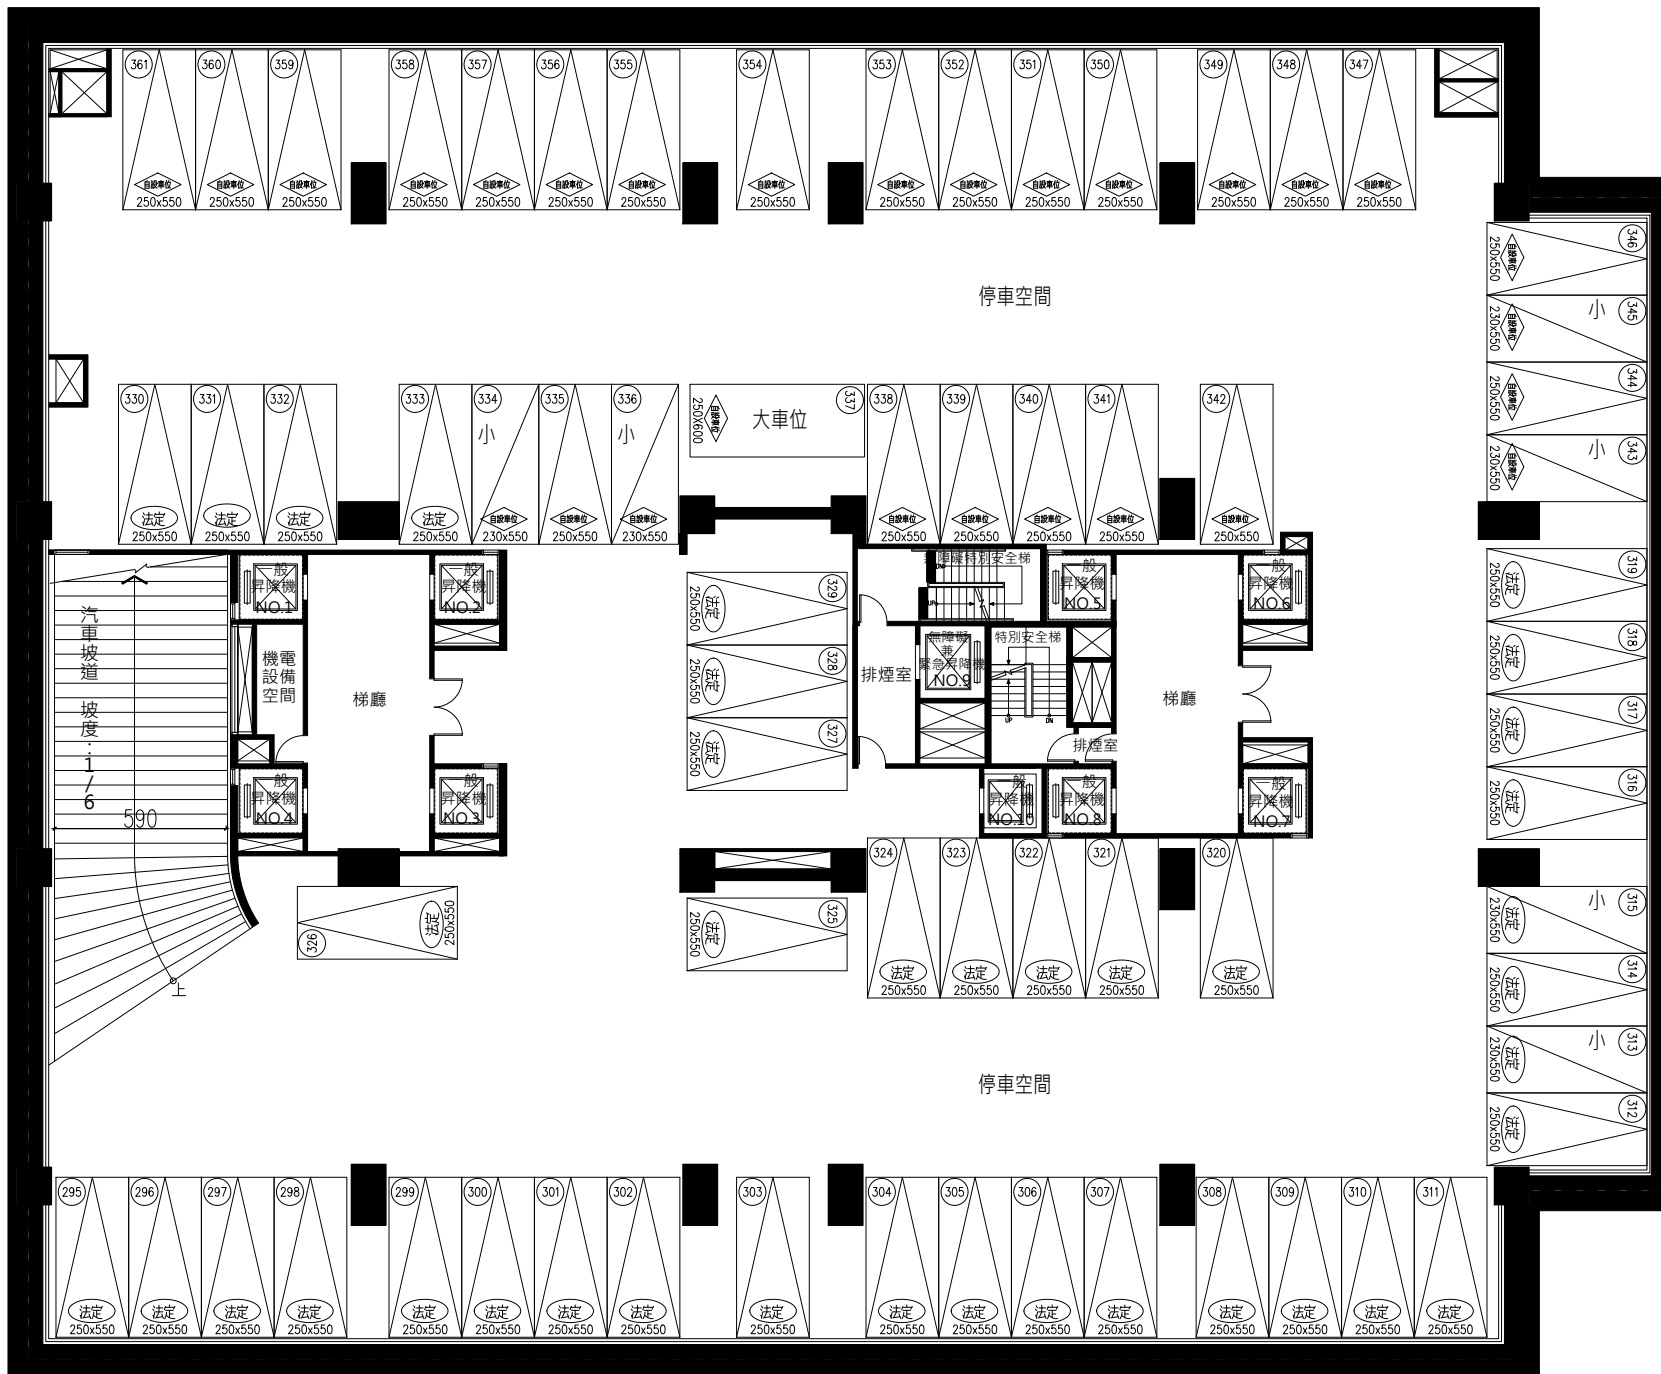 361 360 359 358 357 356 355 354 353 352 351 350 349 348 347
自設車位 自設車位 自設車位 自設車位 自設車位 自設車位 自設車位 自設車位 自設車位 自設車位 自設車位 自設車位 自設車位 自設車位 自設車位
250x550 250x550 250x550 250x550 250x550 250x550 250x550 250x550 250x550 250x550 250x550 250x550 250x550 250x550 250x550
346
自設車位
250x550
停車空間
小 345
自設車位
230x550
344
自設車位
250x550
小 343
自設車位
230x550
330 331 332 333 334 335 336 337 338 339 340 341 342
小 小 大車位
自設車位
250X600
法定 法定 法定 法定 自設車位 自設車位 自設車位 自設車位 自設車位 自設車位 自設車位 自設車位
250x550 250x550 250x550 250x550 230x550 250x550 230x550 250x550 250x550 250x550 250x550 250x550
汽車坡道 坡度:1/6
590
上
一般
昇降機
NO.1
一般
昇降機
NO.2
機電
設備
空間
梯廳
一般
昇降機
NO.4
一般
昇降機
NO.3
329
法定
250x550
328
法定
250x550
327
法定
250x550
無障礙特別安全梯
DN
UP
排煙室
無障礙
兼
緊急昇降機
NO.9
特別安全梯
UP DN
排煙室
一般
昇降機
NO.5
一般
昇降機
NO.6
梯廳
一般
昇降機
NO.10
一般
昇降機
NO.8
一般
昇降機
NO.7
319
法定
250x550
318
法定
250x550
317
法定
250x550
316
法定
250x550
326
法定
250x550
325
法定
250x550
324 323 322 321 320
法定 法定 法定 法定 法定
250x550 250x550 250x550 250x550 250x550
小 315
法定
230x550
314
法定
250x550
小 313
法定
230x550
312
法定
250x550
停車空間
295 296 297 298 299 300 301 302 303 304 305 306 307 308 309 310 311
法定 法定 法定 法定 法定 法定 法定 法定 法定 法定 法定 法定 法定 法定 法定 法定 法定
250x550 250x550 250x550 250x550 250x550 250x550 250x550 250x550 250x550 250x550 250x550 250x550 250x550 250x550 250x550 250x550 250x550